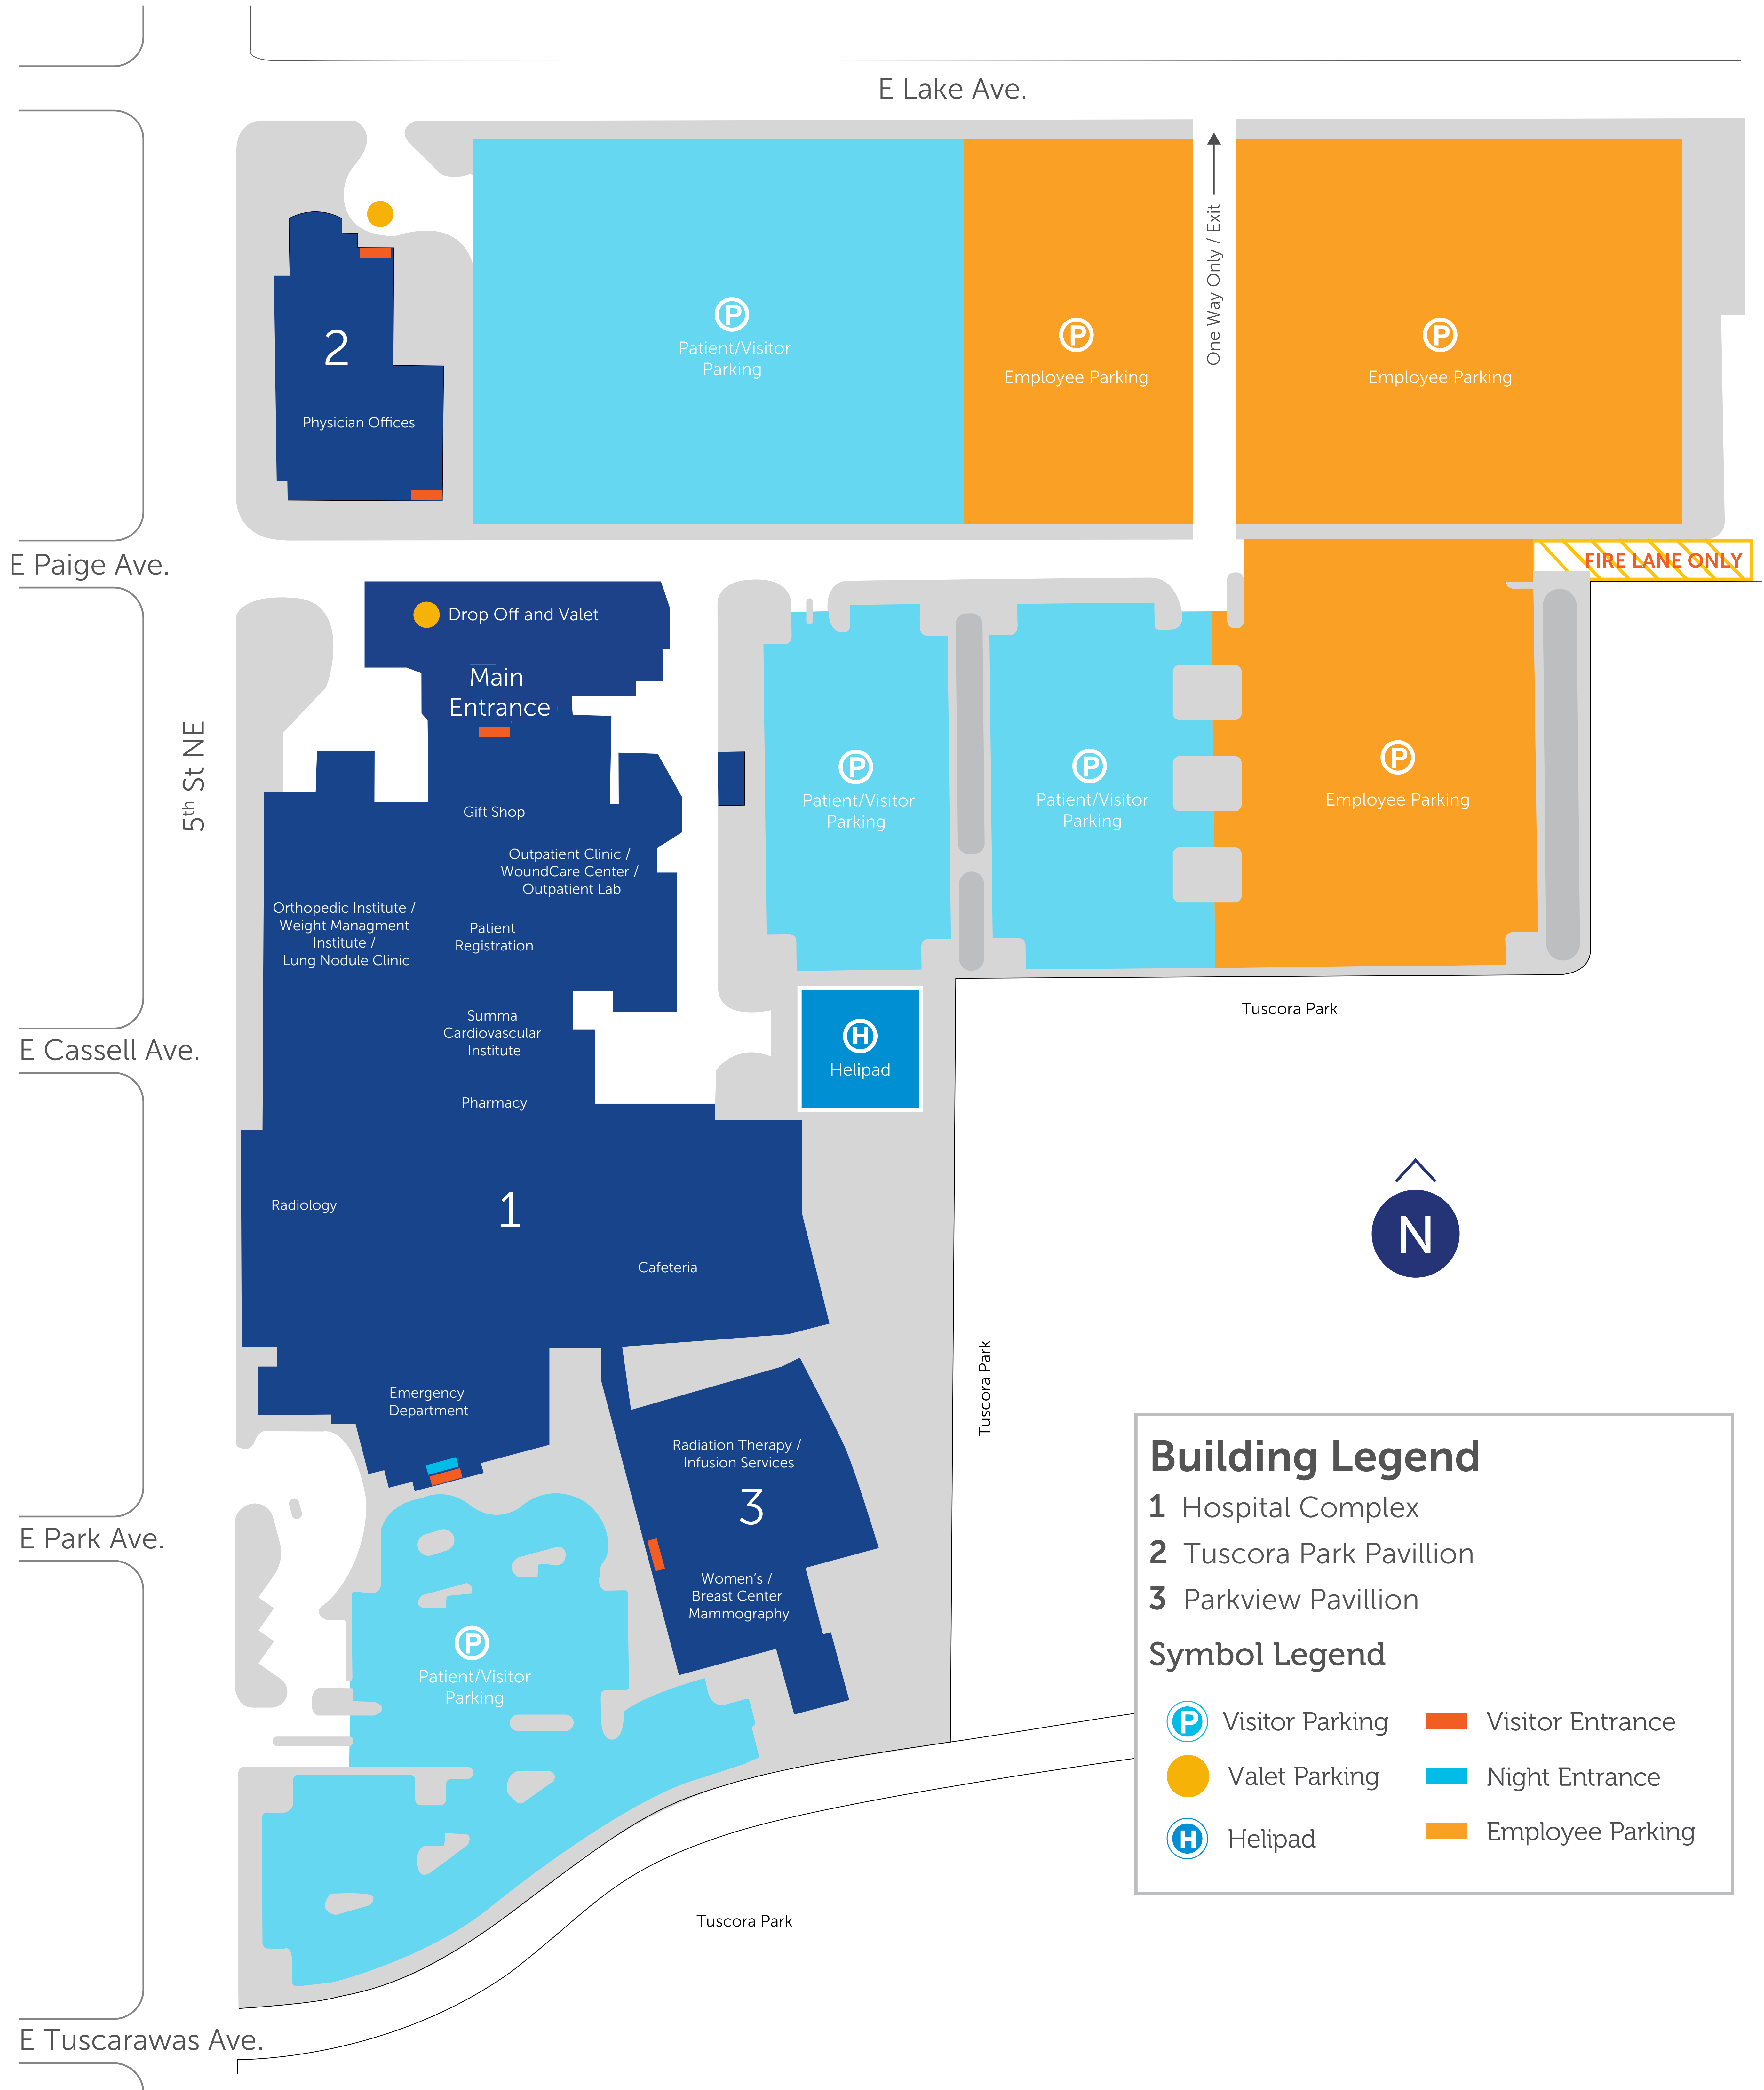 E Lake Ave.
One Way Only / Exit
P
Patient/Visitor
Parking
P
Employee Parking
P
Employee Parking
2
Physician Offices
E Paige Ave.
FIRE LANE ONLY
Drop Off and Valet
Main
Entrance
5th St NE
P
Patient/Visitor
Parking
P
Patient/Visitor
Parking
P
Employee Parking
Gift Shop
Outpatient Clinic /
WoundCare Center /
Outpatient Lab
Orthopedic Institute /
Weight Managment
Institute /
Lung Nodule Clinic
Patient
Registration
Summa
Cardiovascular
Institute
Pharmacy
H
Helipad
Tuscora Park
E Cassell Ave.
Radiology
1
Cafeteria
N
Tuscora Park
Emergency
Department
Radiation Therapy /
Infusion Services
3
Women's /
Breast Center
Mammography
E Park Ave.
P
Patient/Visitor
Parking
Building Legend
1 Hospital Complex
2 Tuscora Park Pavillion
3 Parkview Pavillion
Symbol Legend
P Visitor Parking
Visitor Entrance
Valet Parking
Night Entrance
H Helipad
Employee Parking
Tuscora Park
E Tuscarawas Ave.